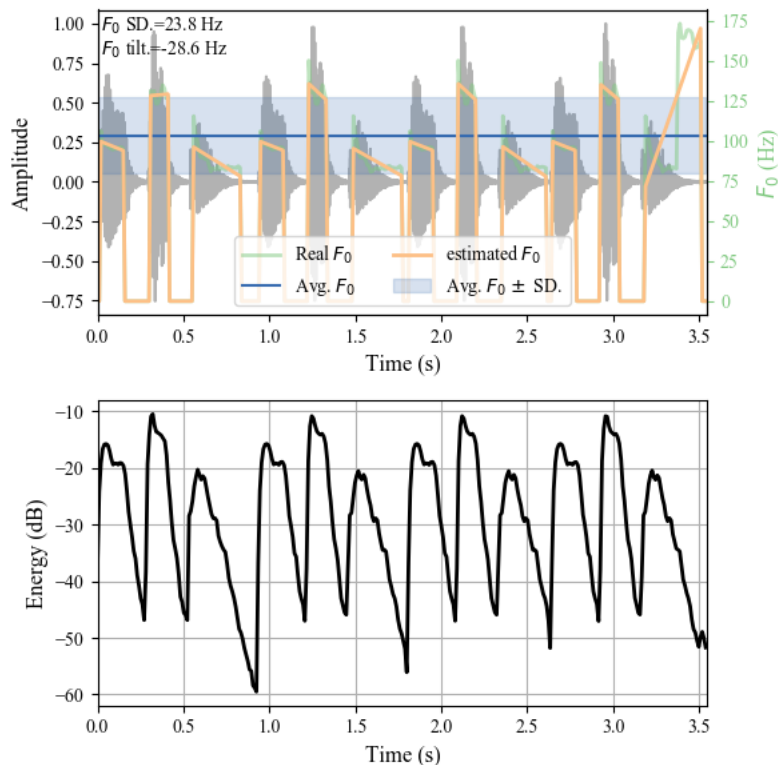 F₀ SD.=23.8 Hz
F₀ tilt.=-28.6 Hz
1.00
0.75
0.50
0.25
0.00
−0.25
−0.50
−0.75
Amplitude
175
150
125
100
75
50
25
0
F₀ (Hz)
Real F₀
estimated F₀
Avg. F₀
Avg. F₀ ± SD.
0.0 0.5 1.0 1.5 2.0 2.5 3.0 3.5
Time (s)
−10
−20
−30
−40
−50
−60
Energy (dB)
0.0 0.5 1.0 1.5 2.0 2.5 3.0 3.5
Time (s)